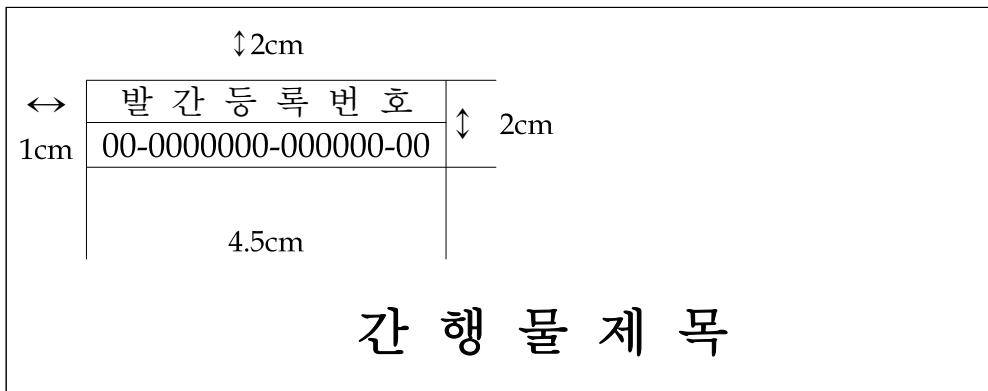 ↕2cm
발 간 등 록 번 호
↔
↕ 2cm
1cm
00-0000000-000000-00
4.5cm
간 행 물 제 목